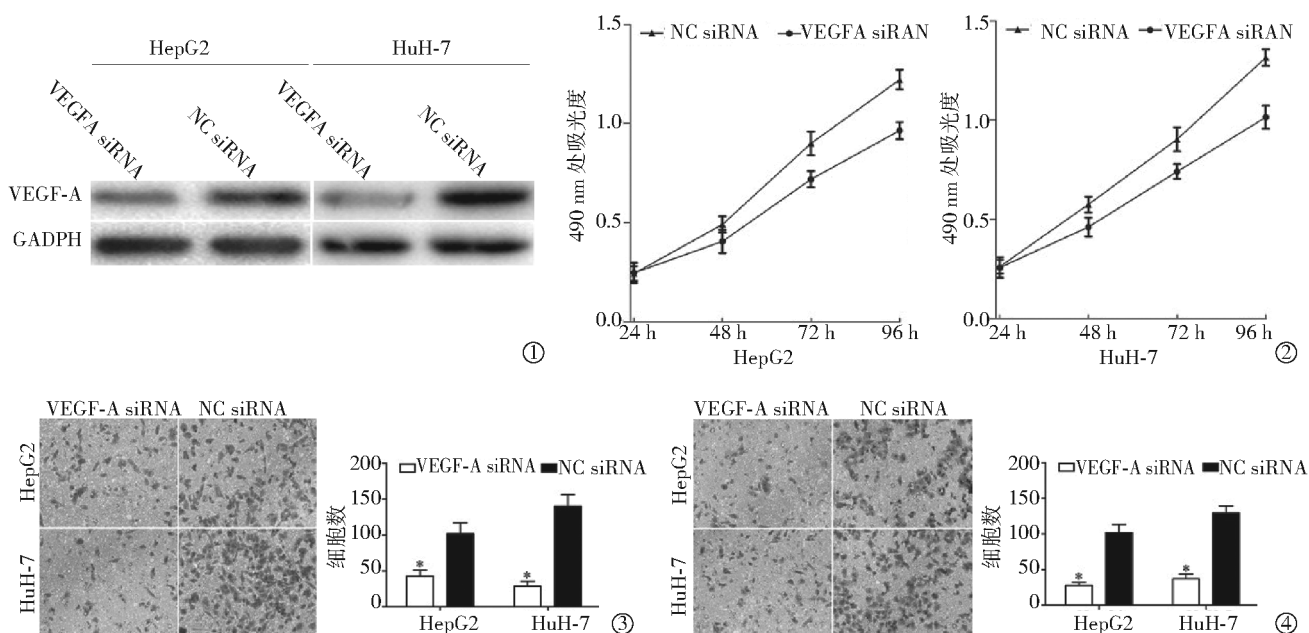 HepG2
HuH-7
VEGFA siRNA
NC siRNA
VEGFA siRNA
NC siRNA
VEGF-A
GADPH
①
NC siRNA
VEGFA siRAN
490 nm 处吸光度
1.5
1.0
0.5
0.0
24 h
48 h
72 h
96 h
HepG2
NC siRNA
VEGFA siRAN
490 nm 处吸光度
1.5
1.0
0.5
0.0
24 h
48 h
72 h
96 h
HuH-7
②
VEGF-A siRNA
NC siRNA
HepG2
HuH-7
VEGF-A siRNA
NC siRNA
细胞数
200
150
100
50
0
*
*
HepG2
HuH-7
③
VEGF-A siRNA
NC siRNA
HepG2
HuH-7
VEGF-A siRNA
NC siRNA
细胞数
200
150
100
50
0
*
*
HepG2
HuH-7
④